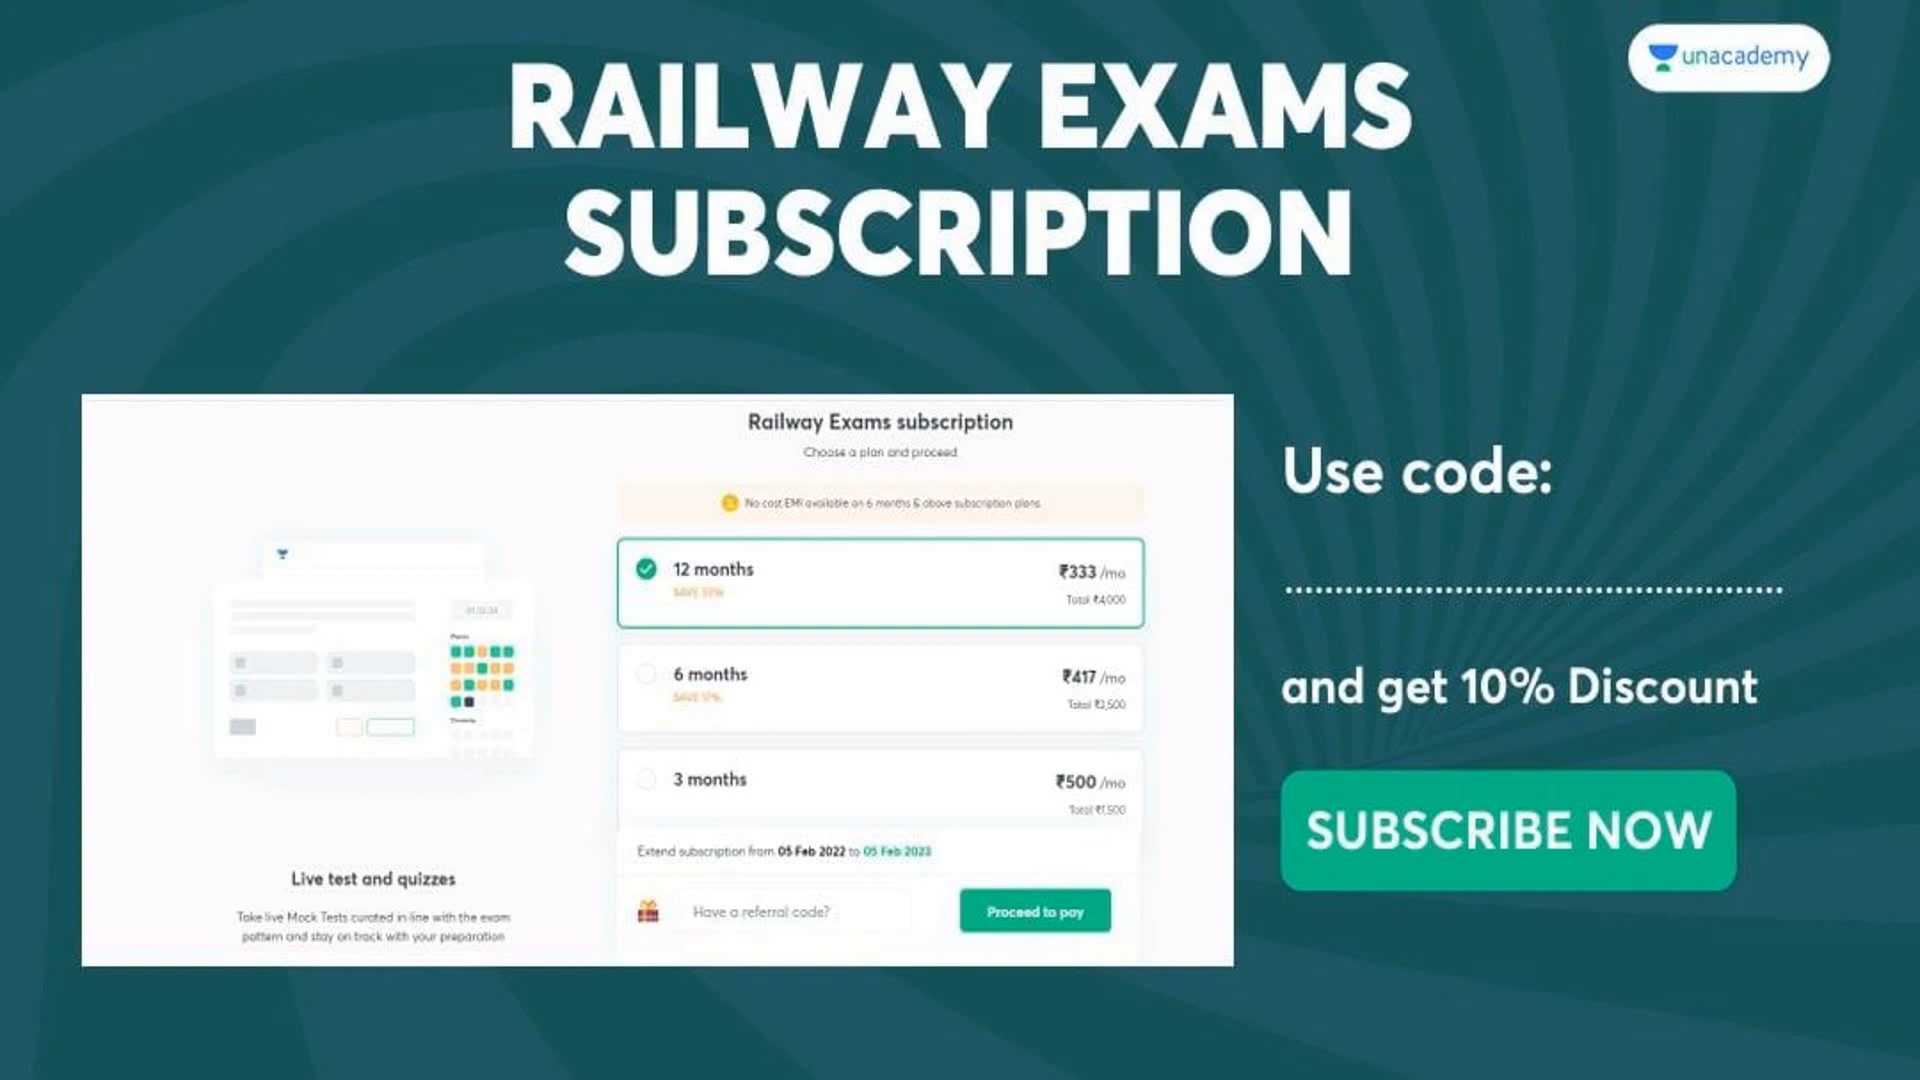 unacademy
RAILWAY EXAMS
SUBSCRIPTION
Railway Exams subscription
Choose a plan and proceed
No cost EMI available on 6 months & above subscription plans
12 months
SAVE 33%
₹333 /mo
Total ₹4,000
6 months
SAVE 17%
₹417 /mo
Total ₹2,500
3 months
₹500 /mo
Total ₹1,500
Extend subscription from 05 Feb 2022 to 05 Feb 2023
Have a referral code?
Proceed to pay
Live test and quizzes
Take live Mock Tests curated in line with the exam
pattern and stay on track with your preparation
Use code:
and get 10% Discount
SUBSCRIBE NOW